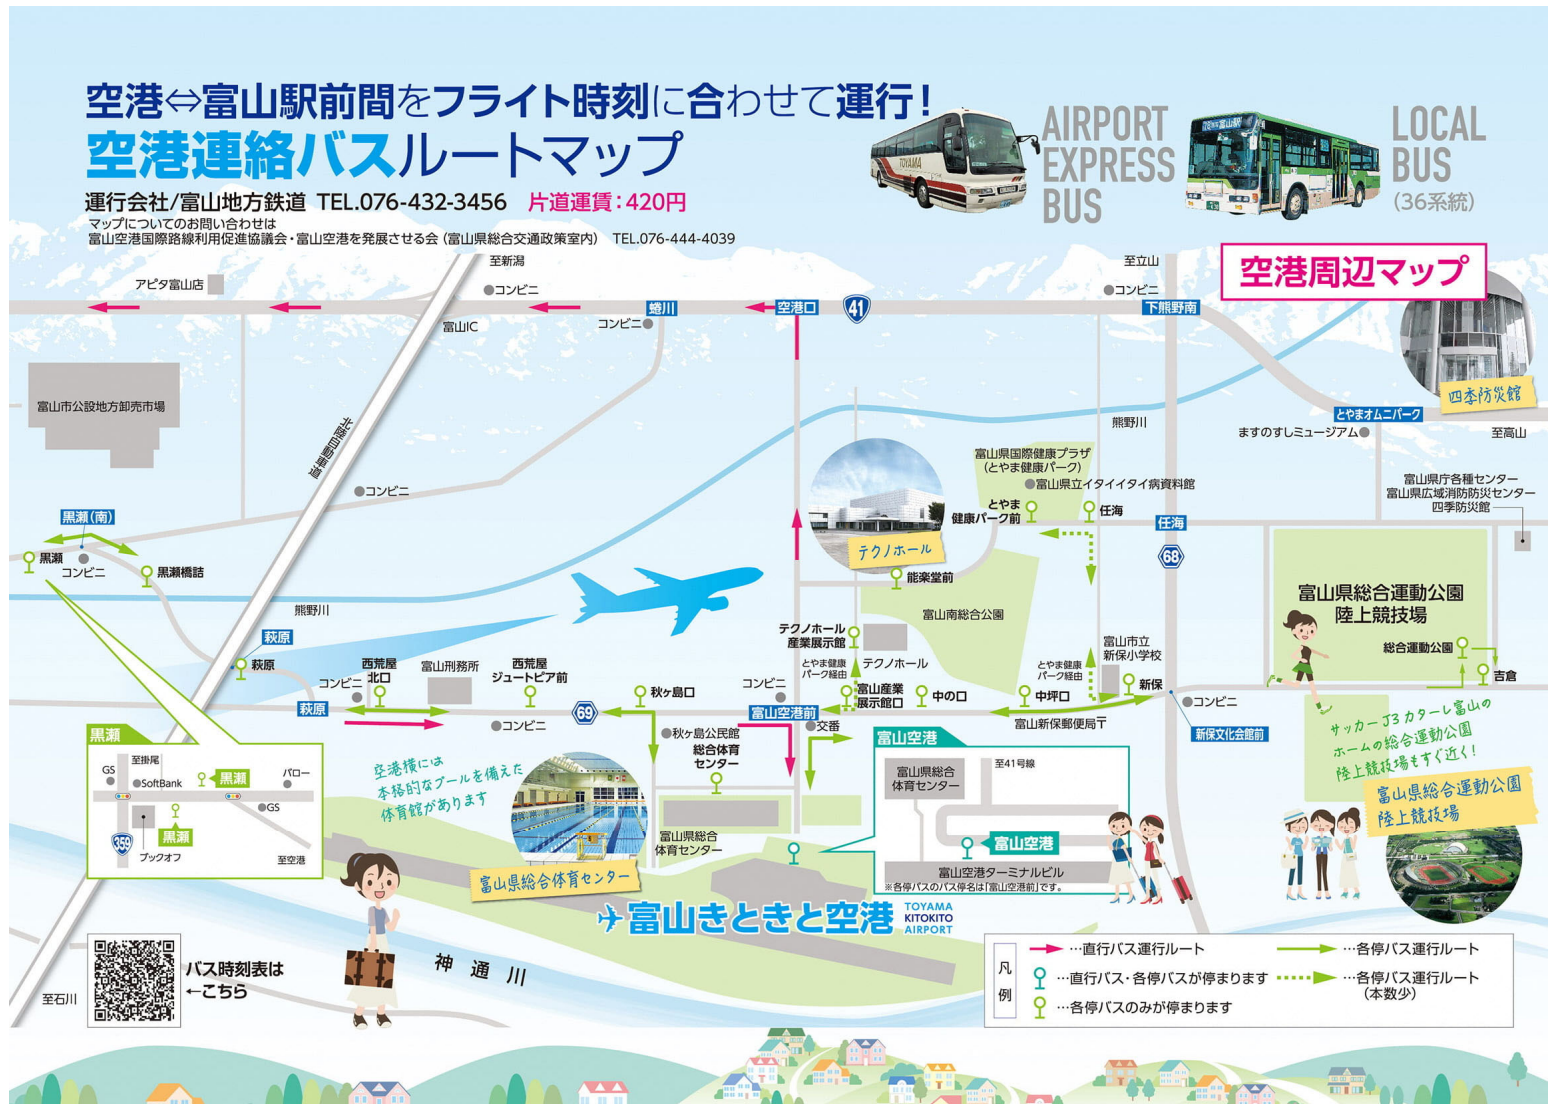 空港⇔富山駅前間をフライト時刻に合わせて運行！
空港連絡バスルートマップ
運行会社/富山地方鉄道 TEL.076-432-3456 片道運賃：420円
マップについてのお問い合わせは
富山空港国際路線利用促進協議会・富山空港を発展させる会（富山県総合交通政策室内） TEL.076-444-4039
TOYAMA
AIRPORT
EXPRESS
BUS
LOCAL
BUS
(36系統)
空港周辺マップ
至新潟
至立山
アピタ富山店
コンビニ
コンビニ
富山IC
コンビニ
蜷川
空港口
41
下熊野南
四季防災館
富山市公設地方卸売市場
北陸自動車道
とやまオムニパーク
ますのすしミュージアム
至高山
熊野川
富山県国際健康プラザ
(とやま健康パーク)
富山県立イタイイタイ病資料館
コンビニ
とやま
健康パーク前
任海
任海
68
富山県庁各種センター
富山県広域消防防災センター
四季防災館
黒瀬(南)
黒瀬
コンビニ
黒瀬橋詰
テクノホール
能楽堂前
富山県総合運動公園
陸上競技場
熊野川
富山南総合公園
テクノホール
産業展示館
テクノホール
富山市立
新保小学校
総合運動公園
吉倉
萩原
萩原
コンビニ
西荒屋
北口
富山刑務所
西荒屋
ジュートピア前
秋ヶ島口
コンビニ
とやま健康
パーク経由
富山産業
展示館口
中の口
とやま健康
パーク経由
中坪口
新保
コンビニ
萩原
69
富山空港前
コンビニ
秋ヶ島公民館
交番
富山新保郵便局〒
新保文化会館前
総合体育
センター
黒瀬
至掛尾
GS
SoftBank
黒瀬
バロー
GS
黒瀬
359
ブックオフ
至空港
空港横には
本格的なプールを備えた
体育館があります
富山県総合
体育センター
富山県総合体育センター
富山空港
富山県総合
体育センター
至41号線
富山空港
富山空港ターミナルビル
※各停バスのバス停名は「富山空港前」です。
サッカーJ3カターレ富山の
ホームの総合運動公園
陸上競技場もすぐ近く！
富山県総合運動公園
陸上競技場
富山きときと空港
TOYAMA
KITOKITO
AIRPORT
神通川
バス時刻表は
←こちら
至石川
凡例
…直行バス運行ルート
…各停バス運行ルート
…直行バス・各停バスが停まります
…各停バス運行ルート
(本数少)
…各停バスのみが停まります